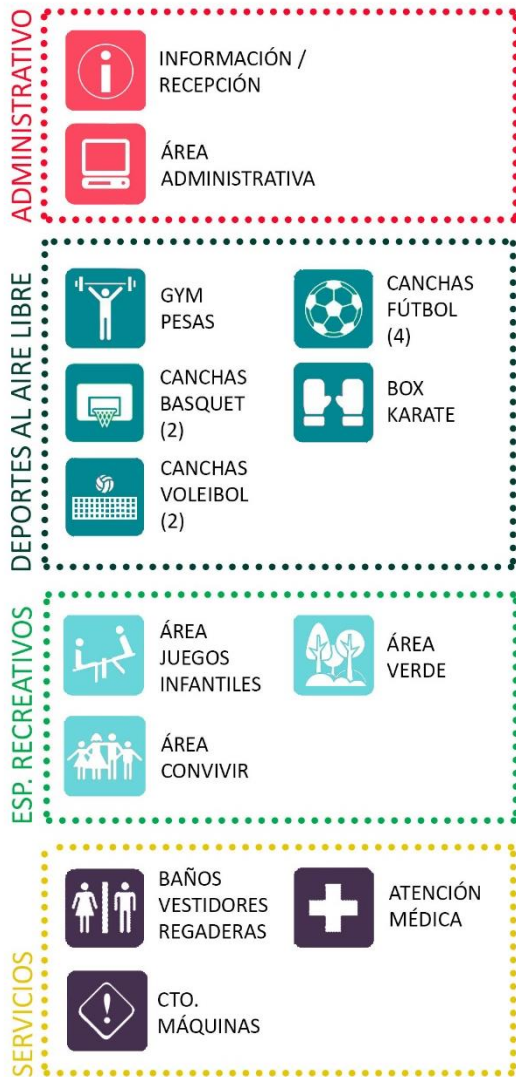 ADMINISTRATIVO
INFORMACIÓN /
RECEPCIÓN
ÁREA
ADMINISTRATIVA
DEPORTES AL AIRE LIBRE
GYM
PESAS
CANCHAS
FÚTBOL
(4)
CANCHAS
BASQUET
(2)
BOX
KARATE
CANCHAS
VOLEIBOL
(2)
ESP. RECREATIVOS
ÁREA
JUEGOS
INFANTILES
ÁREA
VERDE
ÁREA
CONVIVIR
SERVICIOS
BAÑOS
VESTIDORES
REGADERAS
ATENCIÓN
MÉDICA
CTO.
MÁQUINAS